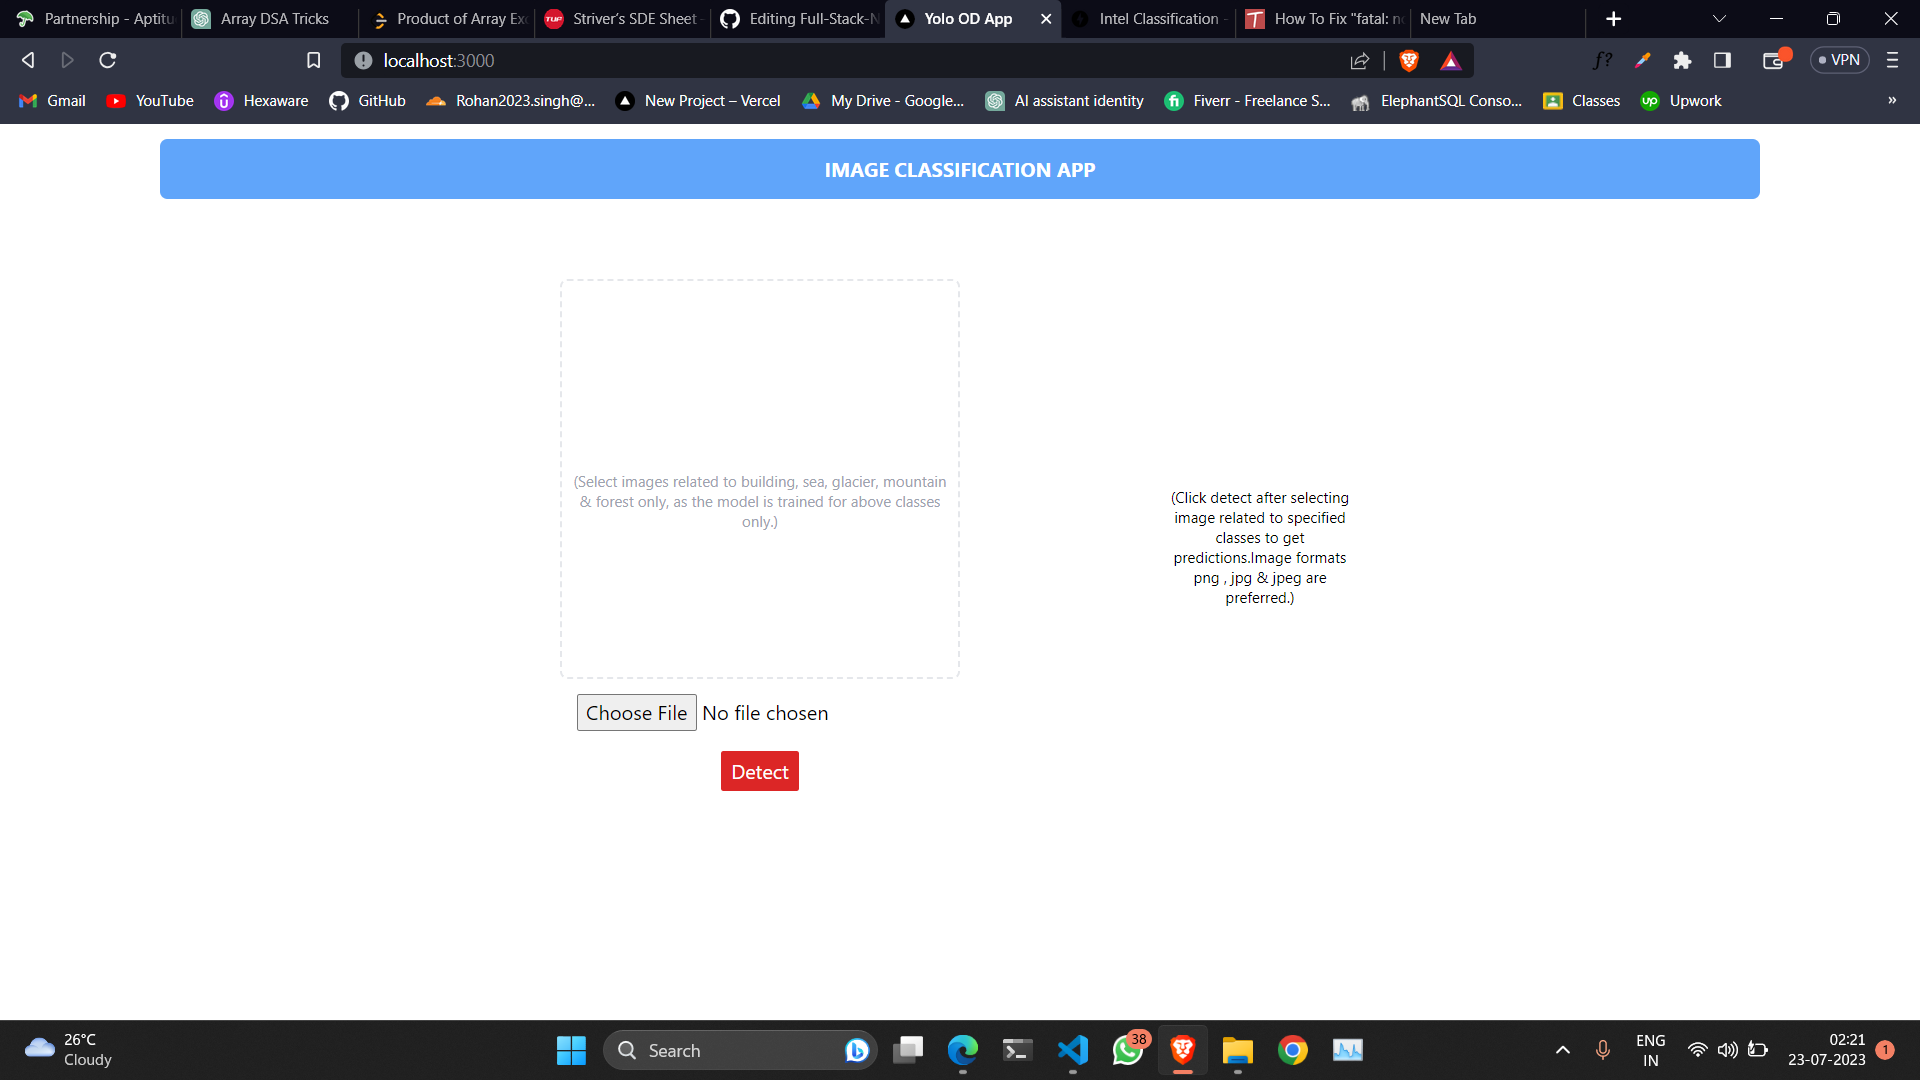 Partnership - Aptitu
Array DSA Tricks
Product of Array Exc
Striver's SDE Sheet -
Editing Full-Stack-N
Yolo OD App
Intel Classification -
How To Fix "fatal: no
New Tab
localhost:3000
VPN
Gmail
YouTube
Hexaware
GitHub
Rohan2023.singh@...
New Project – Vercel
My Drive - Google...
AI assistant identity
Fiverr - Freelance S...
ElephantSQL Conso...
Classes
Upwork
»
IMAGE CLASSIFICATION APP
(Select images related to building, sea, glacier, mountain
& forest only, as the model is trained for above classes
only.)
(Click detect after selecting
image related to specified
classes to get
predictions.Image formats
png , jpg & jpeg are
preferred.)
Choose File No file chosen
Detect
26°C
Cloudy
Search
38
ENG
IN
02:21
23-07-2023
1